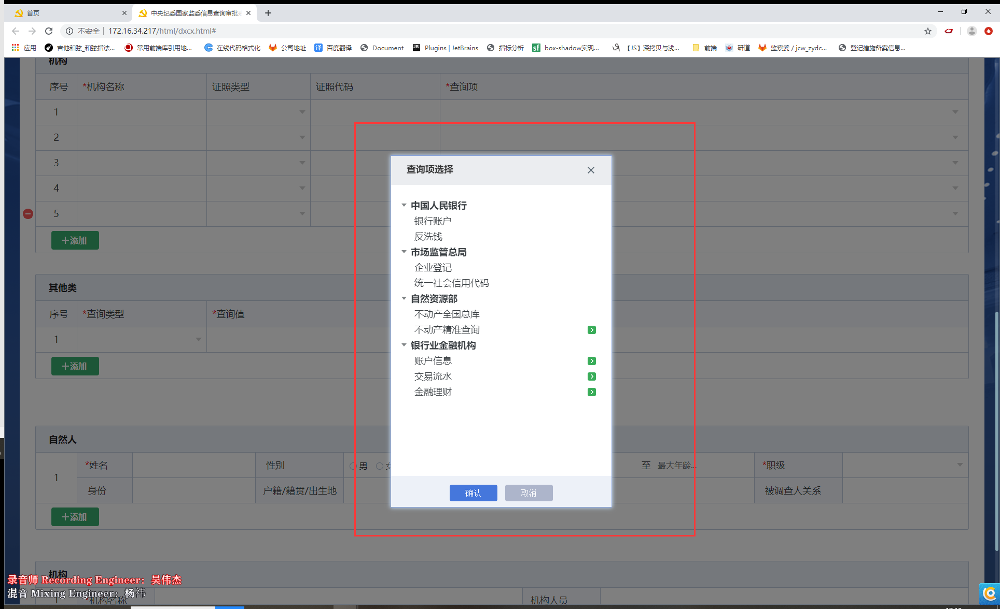 首页
中央纪委国家监委信息查询审批
不安全 172.16.34.217/html/dxcx.html#
应用 吉他和弦_和弦指法... 常用前端库引用地... 在线代码格式化 公司地址 百度翻译 Document Plugins | JetBrains 指标分析 box-shadow实现... 【JS】深拷贝与浅... 前端 研道 监察委 / jcw_zydc... 登记措施备案信息...
机构
序号 *机构名称 证照类型 证照代码 *查询项
1
2
3
4
5
+添加
其他类
序号 *查询类型 *查询值
1
+添加
查询项选择
中国人民银行
银行账户
反洗钱
市场监管总局
企业登记
统一社会信用代码
自然资源部
不动产全国总库
不动产精准查询
银行业金融机构
账户信息
交易流水
金融理财
确认 取消
自然人
1 *姓名 性别 男 至 最大年龄... *职级
身份 户籍/籍贯/出生地 被调查人关系
+添加
机构
1 *机构名称 机构人员
录音师 Recording Engineer：吴伟杰
混音 Mixing Engineer：杨祎